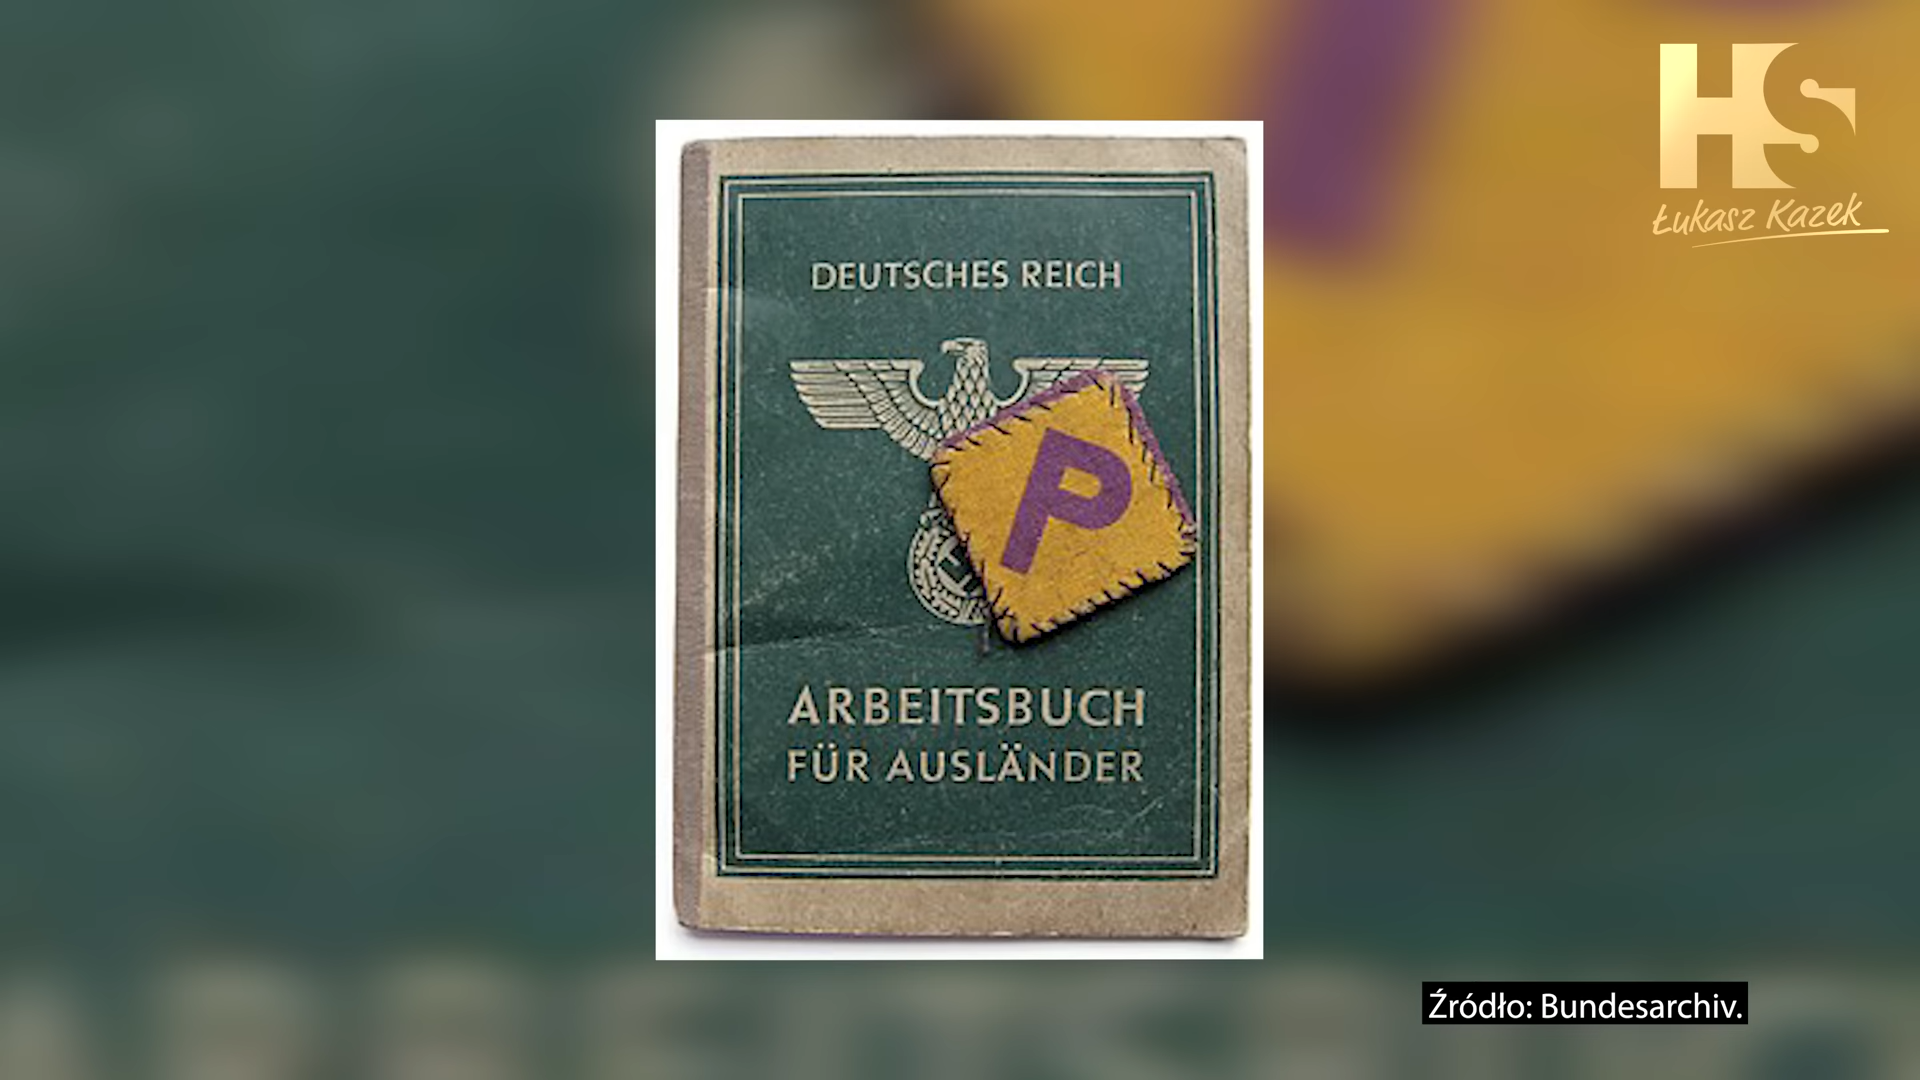 HS
Łukasz Kazek
DEUTSCHES REICH
P
ARBEITSBUCH
FÜR AUSLÄNDER
Źródło: Bundesarchiv.